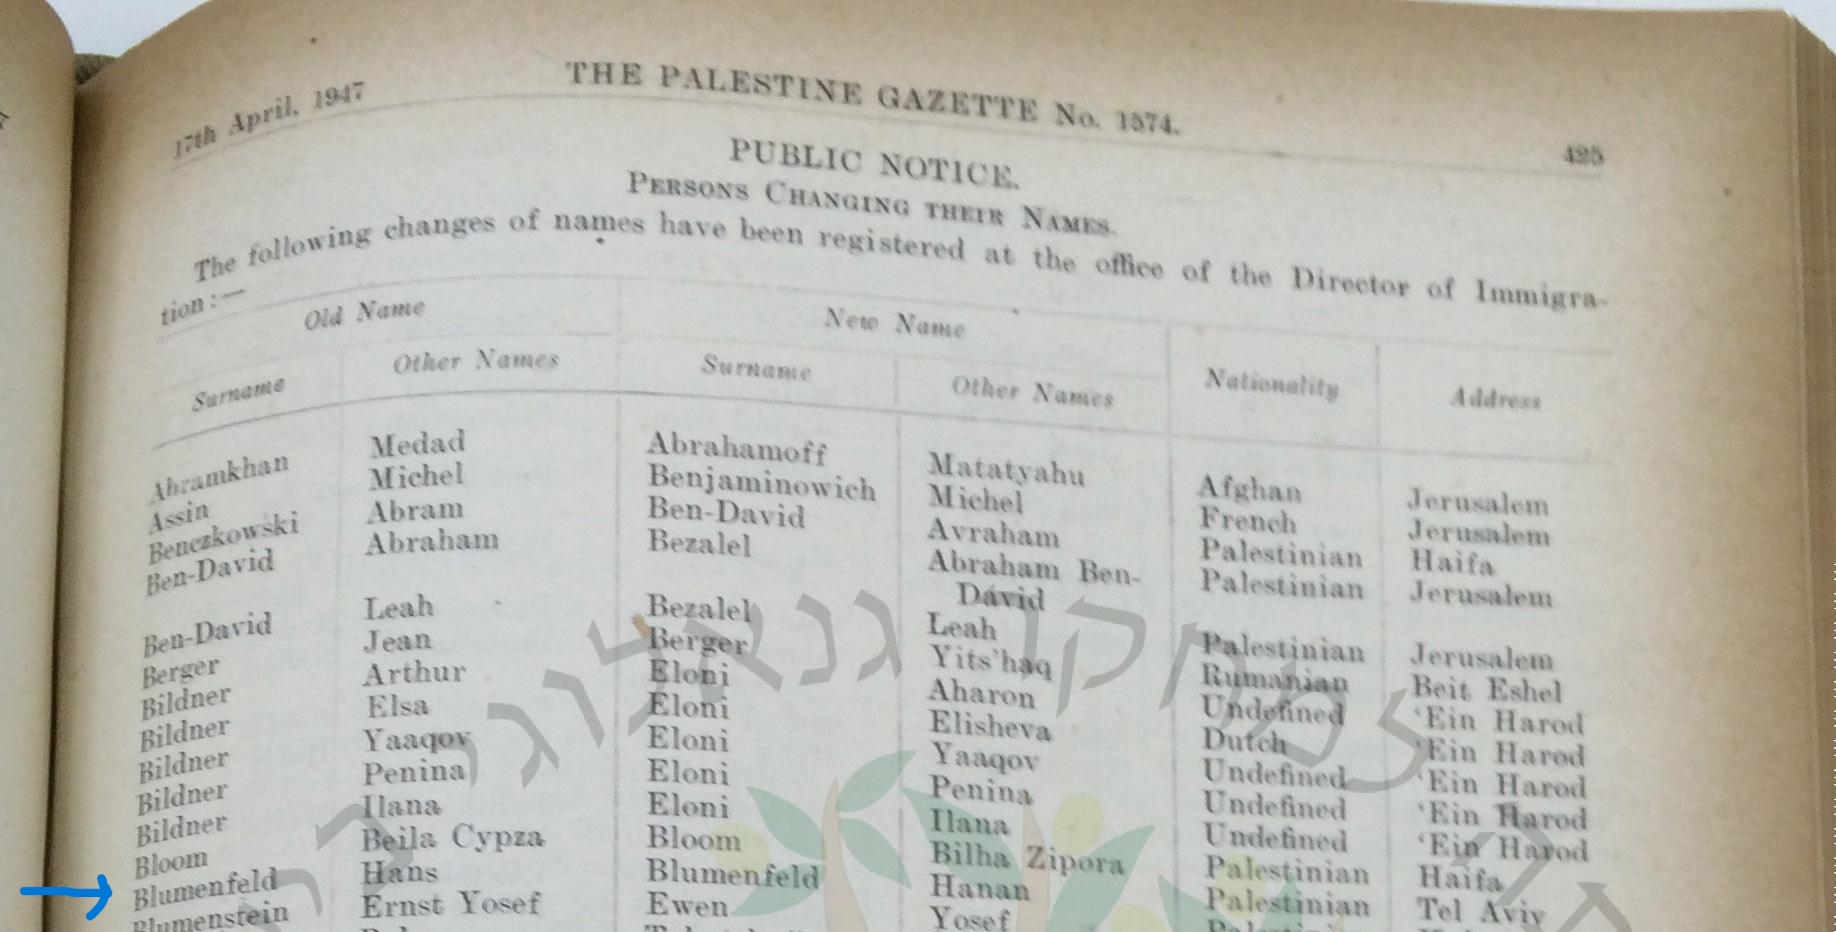 17th April, 1947 THE PALESTINE GAZETTE No. 1574. 425
PUBLIC NOTICE.
PERSONS CHANGING THEIR NAMES.
The following changes of names have been registered at the office of the Director of Immigra-
tion:—
Old Name New Name
Surname Other Names Surname Other Names Nationality Address
Abramkhan Medad Abrahamoff Matatyahu Afghan Jerusalem
Assin Michel Benjaminowich Michel French Jerusalem
Benczkowski Abram Ben-David Avraham Palestinian Haifa
Ben-David Abraham Bezalel Abraham Ben- Palestinian Jerusalem
David
Ben-David Leah Bezalel Leah Palestinian Jerusalem
Berger Jean Berger Yits'haq Rumanian Beit Eshel
Bildner Arthur Eloni Aharon Undefined 'Ein Harod
Bildner Elsa Eloni Elisheva Dutch 'Ein Harod
Bildner Yaaqov Eloni Yaaqov Undefined 'Ein Harod
Bildner Penina Eloni Penina Undefined 'Ein Harod
Bildner Ilana Eloni Ilana Undefined 'Ein Harod
Bloom Beila Cypza Bloom Bilha Zipora Palestinian Haifa
Blumenfeld Hans Blumenfeld Hanan Palestinian Tel Aviv
Blumenstein Ernst Yosef Ewen Yosef